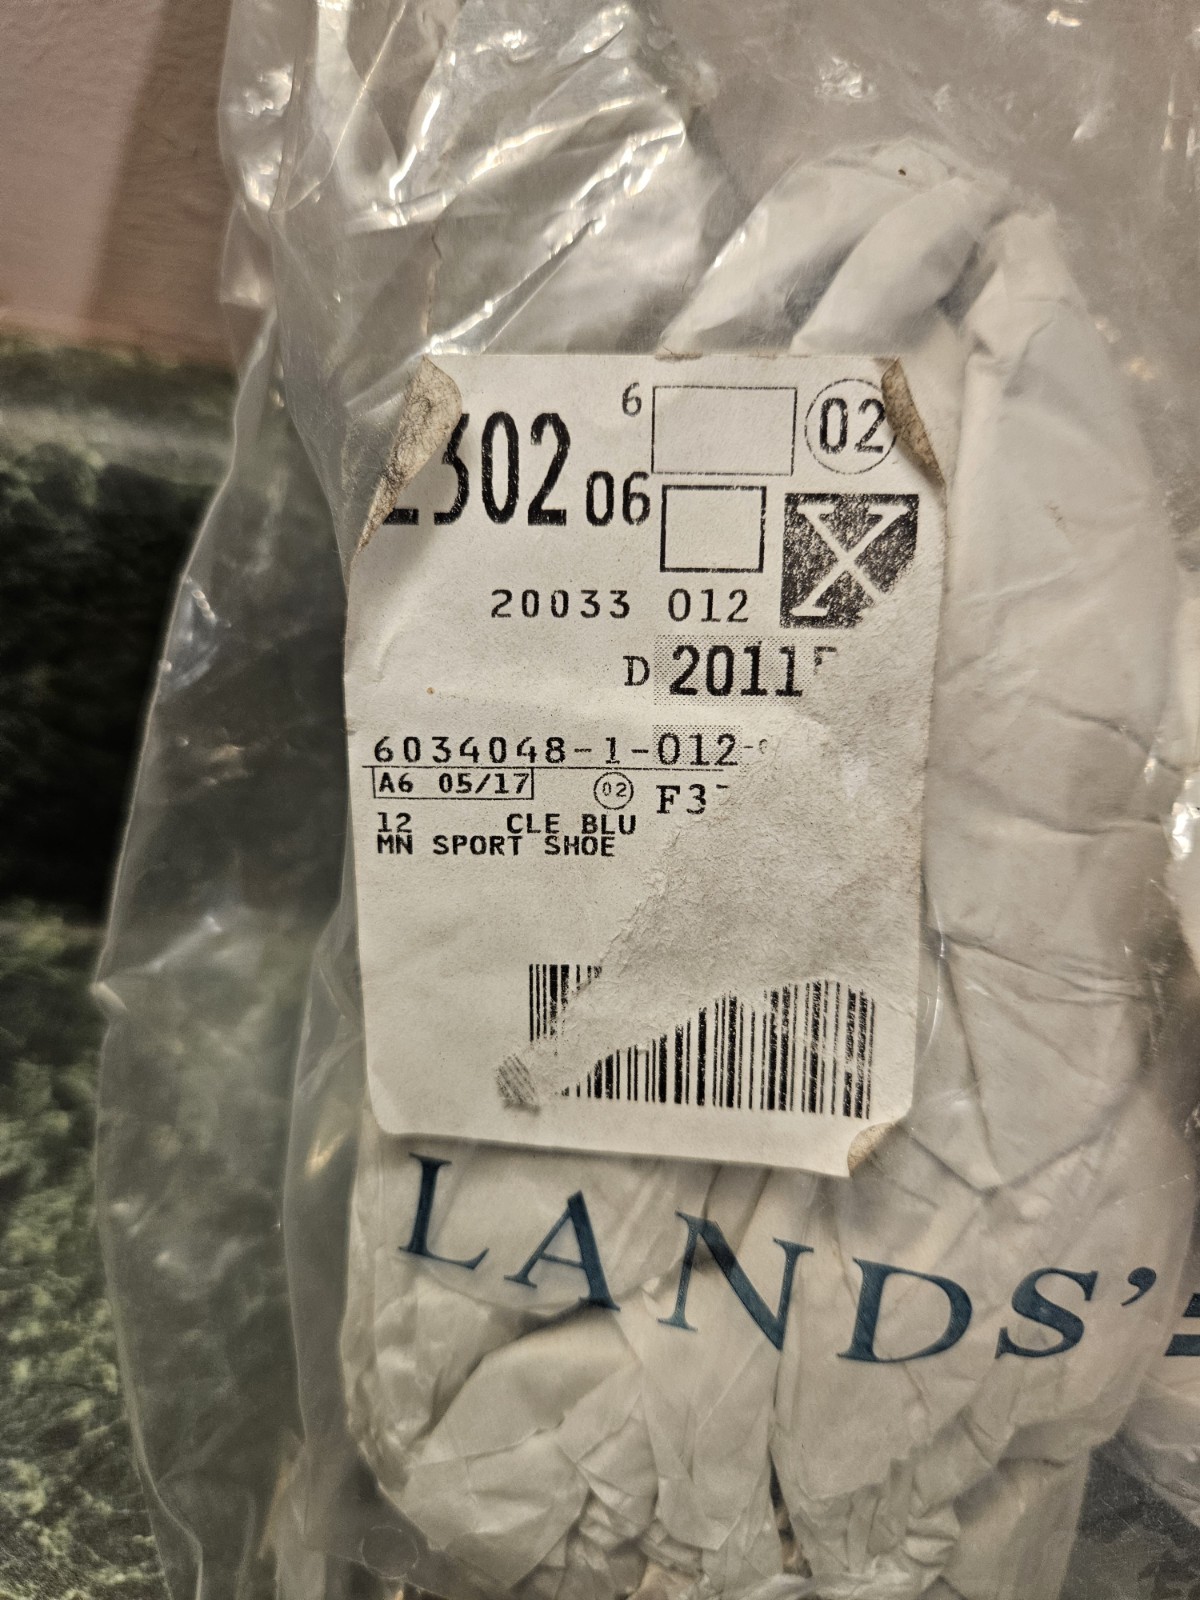 6 02
302 06
X
20033 012
D 2011
6034048-1-012-
A6 05/17 02 F3
12 CLE BLU
MN SPORT SHOE
LANDS'